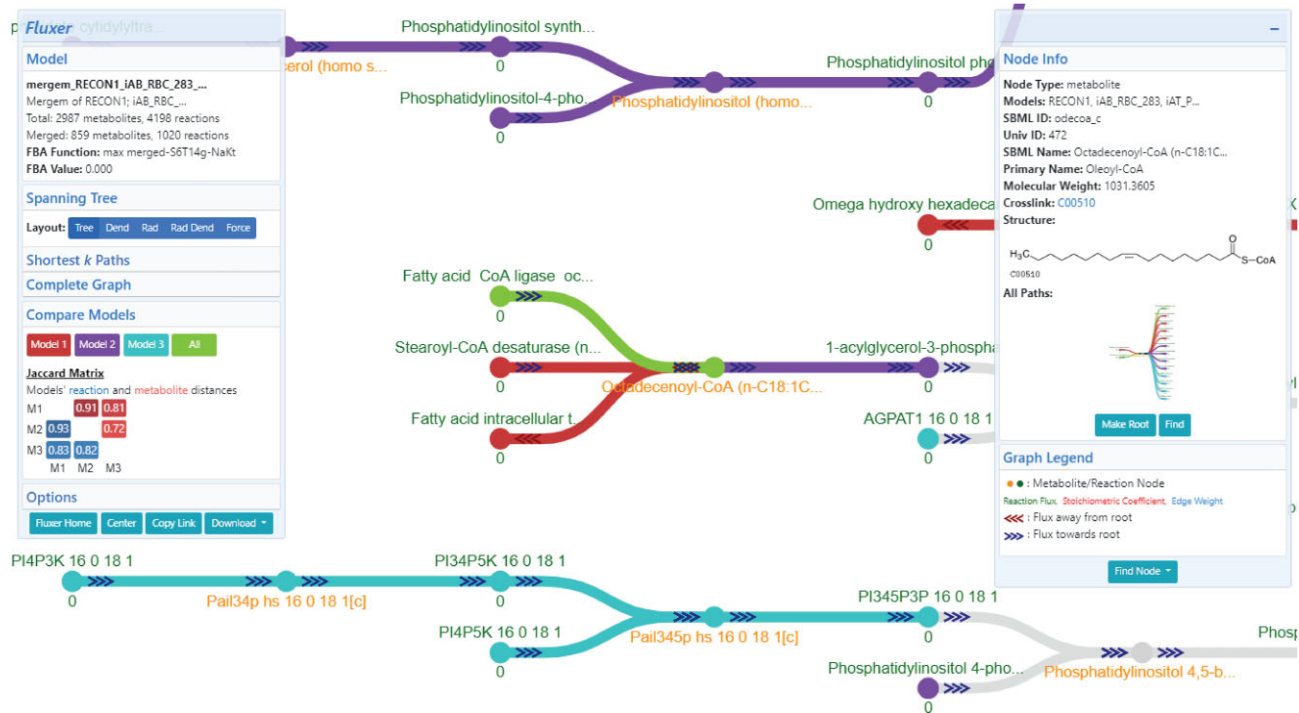 Fluxer
Model
mergem_RECON1_iAB_RBC_283_...
Mergem of RECON1; iAB_RBC_...
Total: 2987 metabolites, 4198 reactions
Merged: 859 metabolites, 1020 reactions
FBA Function: max merged-S6T14g-NaKt
FBA Value: 0.000
Spanning Tree
Layout: Tree Dend Rad Rad Dend Force
Shortest k Paths
Complete Graph
Compare Models
Model 1 Model 2 Model 3 All
Jaccard Matrix
Models' reaction and metabolite distances
M1 0.91 0.81
M2 0.93 0.72
M3 0.83 0.82
M1 M2 M3
Options
Fluxer Home Center Copy Link Download
cytidylyltra...
cerol (homo s...
Phosphatidylinositol synth...
0
Phosphatidylinositol-4-pho...
0
Phosphatidylinositol (homo...
Phosphatidylinositol pho
0
Omega hydroxy hexadeca
0
Fatty acid CoA ligase oc...
0
Stearoyl-CoA desaturase (n...
0
Octadecenoyl-CoA (n-C18:1C...
Fatty acid intracellular t...
0
1-acylglycerol-3-phospha
0
AGPAT1 16 0 18 1
0
PI4P3K 16 0 18 1
0
Pail34p hs 16 0 18 1[c]
PI34P5K 16 0 18 1
0
PI4P5K 16 0 18 1
0
Pail345p hs 16 0 18 1[c]
PI345P3P 16 0 18 1
0
Phosphatidylinositol 4-pho...
0
Phosphatidylinositol 4,5-b...
Phosp
Node Info
Node Type: metabolite
Models: RECON1, iAB_RBC_283, iAT_P...
SBML ID: odecoa_c
Univ ID: 472
SBML Name: Octadecenoyl-CoA (n-C18:1C...
Primary Name: Oleoyl-CoA
Molecular Weight: 1031.3605
Crosslink: C00510
Structure:
H3C
O
S—CoA
C00510
All Paths:
Make Root Find
Graph Legend
: Metabolite/Reaction Node
Reaction Flux, Stoichiometric Coefficient, Edge Weight
: Flux away from root
: Flux towards root
Find Node